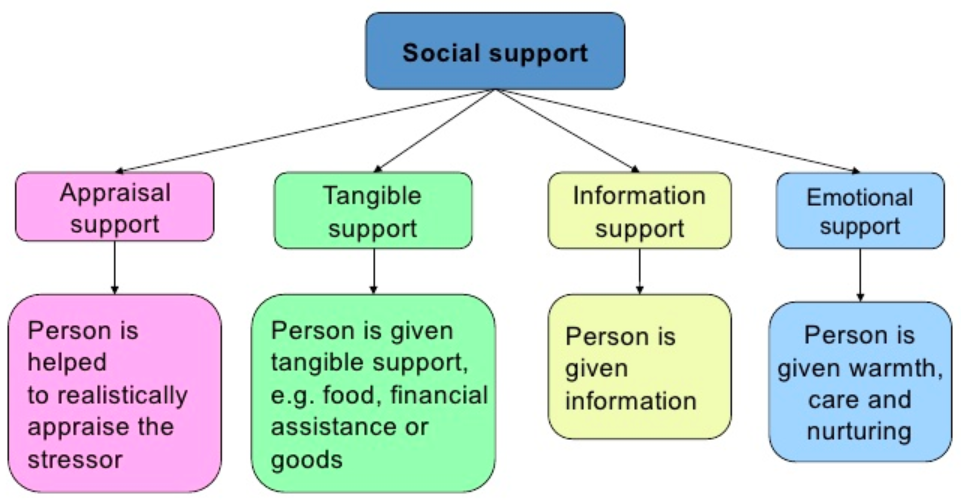 Social support
Appraisal
support
Tangible
support
Information
support
Emotional
support
Person is
helped
to realistically
appraise the
stressor
Person is given
tangible support,
e.g. food, financial
assistance or
goods
Person is
given
information
Person is
given warmth,
care and
nurturing